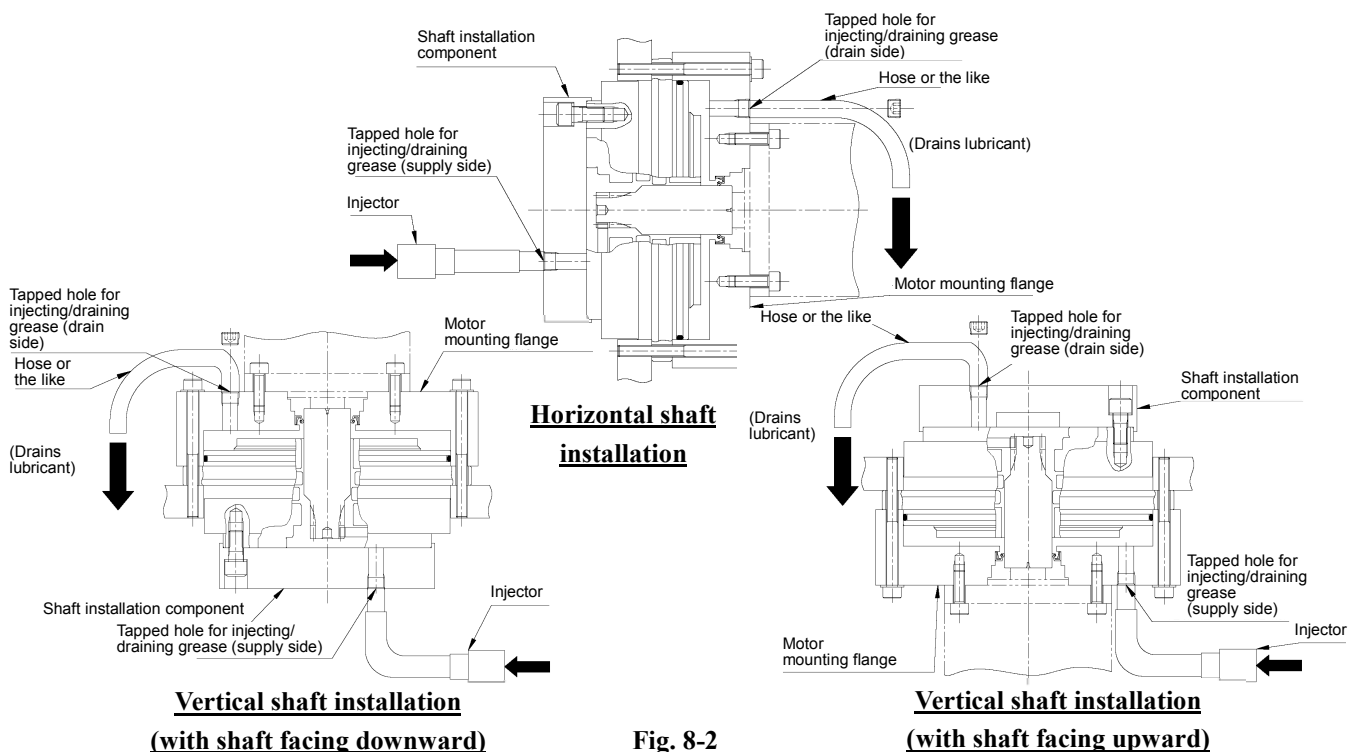 Shaft installation
component
Tapped hole for
injecting/draining grease
(drain side)
Hose or the like
(Drains lubricant)
Tapped hole for
injecting/draining
grease (supply side)
Injector
Motor mounting flange
Horizontal shaft
installation
Tapped hole for
injecting/draining
grease (drain
side)
Hose or
the like
Motor
mounting flange
(Drains
lubricant)
Shaft installation component
Tapped hole for injecting/
draining grease (supply side)
Injector
Vertical shaft installation
(with shaft facing downward)
Hose or the like
Tapped hole for
injecting/draining
grease (drain side)
Shaft installation
component
(Drains
lubricant)
Tapped hole for
injecting/draining
grease
(supply side)
Motor
mounting flange
Injector
Vertical shaft installation
(with shaft facing upward)
Fig. 8-2